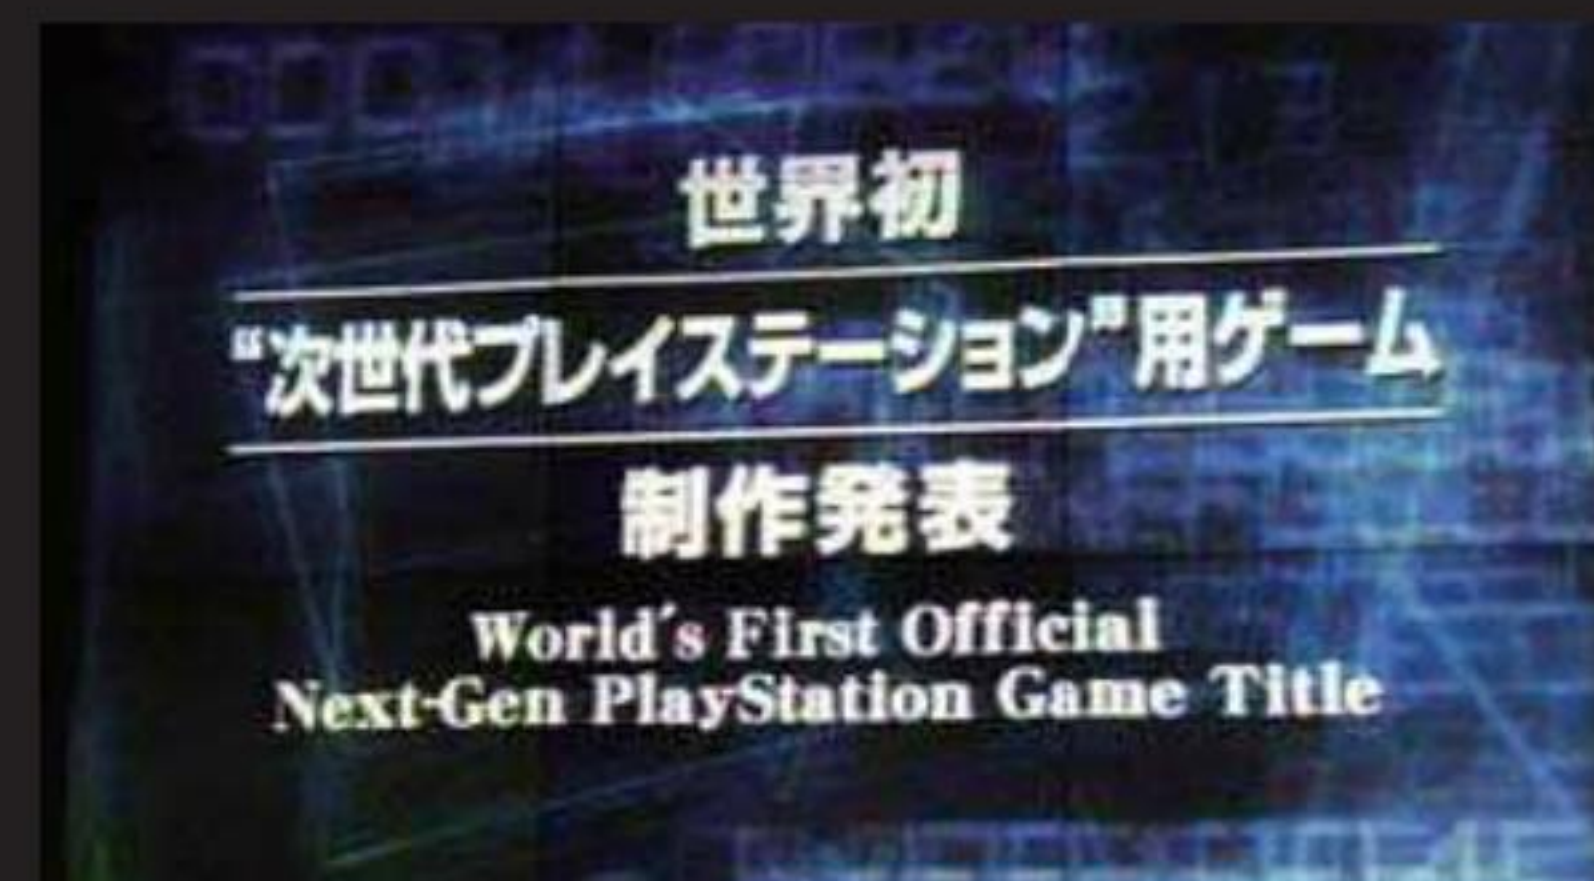 世界初
“次世代プレイステーション”用ゲーム
制作発表
World's First Official
Next-Gen PlayStation Game Title